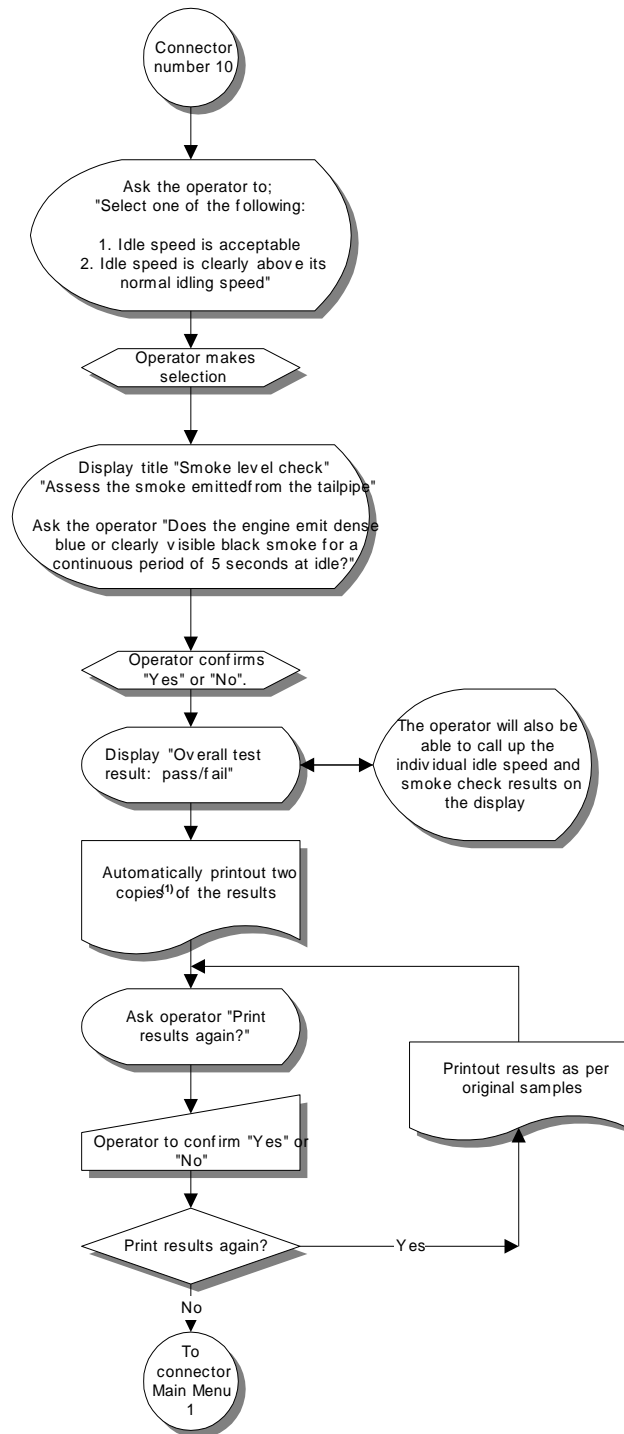 Connector
number 10
Ask the operator to;
"Select one of the following:
1. Idle speed is acceptable
2. Idle speed is clearly above its
normal idling speed"
Operator makes
selection
Display title "Smoke level check"
"Assess the smoke emittedfrom the tailpipe"
Ask the operator "Does the engine emit dense
blue or clearly visible black smoke for a
continuous period of 5 seconds at idle?"
Operator confirms
"Yes" or "No".
Display "Overall test
result: pass/fail"
The operator will also be
able to call up the
individual idle speed and
smoke check results on
the display
Automatically printout two
copies(1) of the results
Ask operator "Print
results again?"
Printout results as per
original samples
Operator to confirm "Yes" or
"No"
Print results again?
Yes
No
To
connector
Main Menu
1